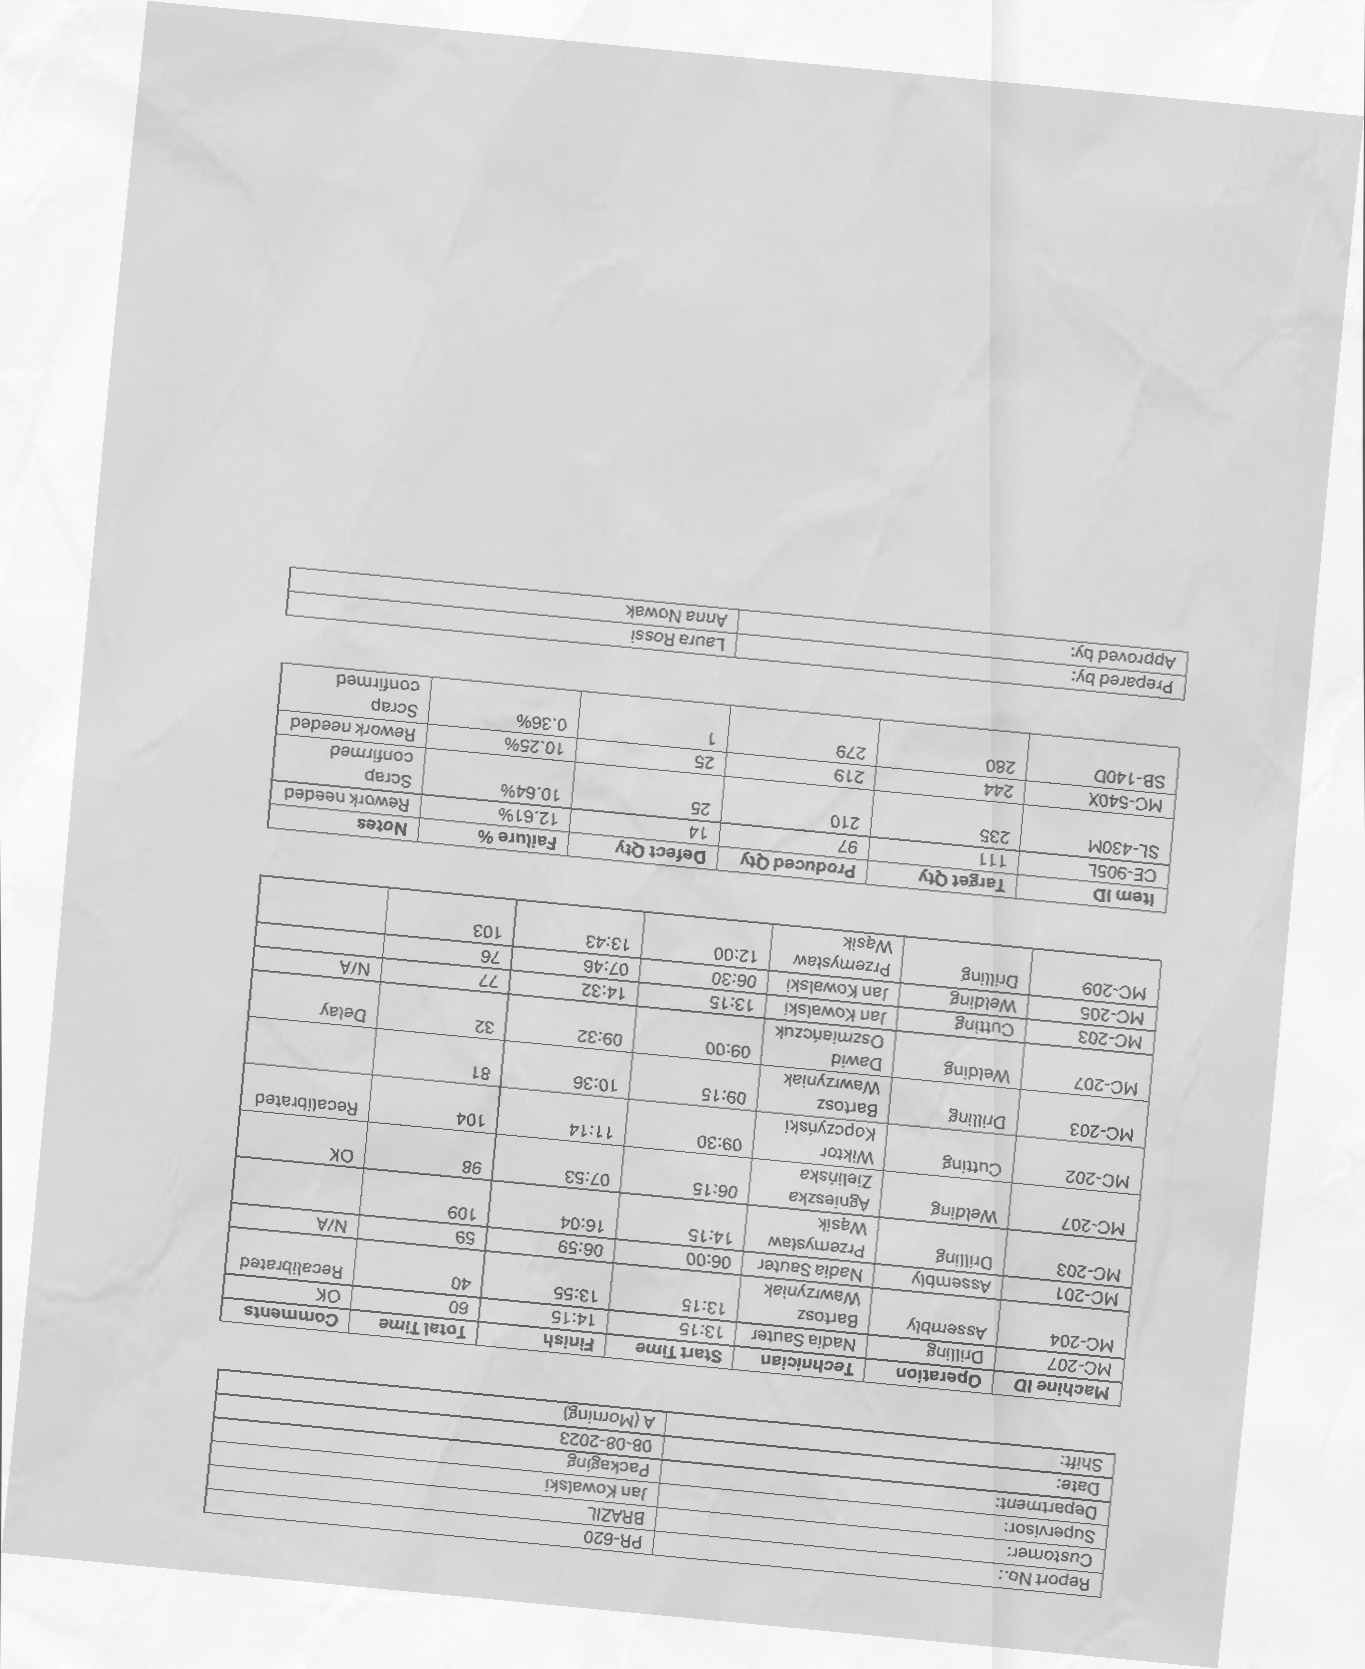 Report No.: PR-620
Customer: BRAZIL
Supervisor: Jan Kowalski
Department: Packaging
Date: 08-08-2023
Shift: A (Morning)
Machine ID Operation Technician Start Time Finish Total Time Comments
MC-207 Drilling Nadia Sauter 13:15 14:15 60 OK
MC-204 Assembly Bartosz 13:15 13:55 40 Recalibrated
Wawrzyniak
MC-201 Assembly Nadia Sauter 06:00 06:59 59 N/A
MC-203 Drilling Przemysław 14:15 16:04 109
Wąsik
MC-207 Welding Agnieszka 06:15 07:53 98 OK
Zielińska
MC-202 Cutting Wiktor 09:30 11:14 104 Recalibrated
Kopczyński
MC-203 Drilling Bartosz 09:15 10:36 81
Wawrzyniak
MC-207 Welding Dawid 09:00 09:32 32 Delay
Oszmiańczuk
MC-203 Cutting Jan Kowalski 13:15 14:32 77 N/A
MC-205 Welding Jan Kowalski 06:30 07:46 76
MC-209 Drilling Przemysław 12:00 13:43 103
Wąsik
Item ID Target Qty Produced Qty Defect Qty Failure % Notes
CE-905L 111 97 14 12.61% Rework needed
SL-430M 235 210 25 10.64% Scrap
confirmed
MC-540X 244 219 25 10.25% Rework needed
SB-140D 280 279 1 0.36% Scrap
confirmed
Prepared by: Laura Rossi
Approved by: Anna Nowak